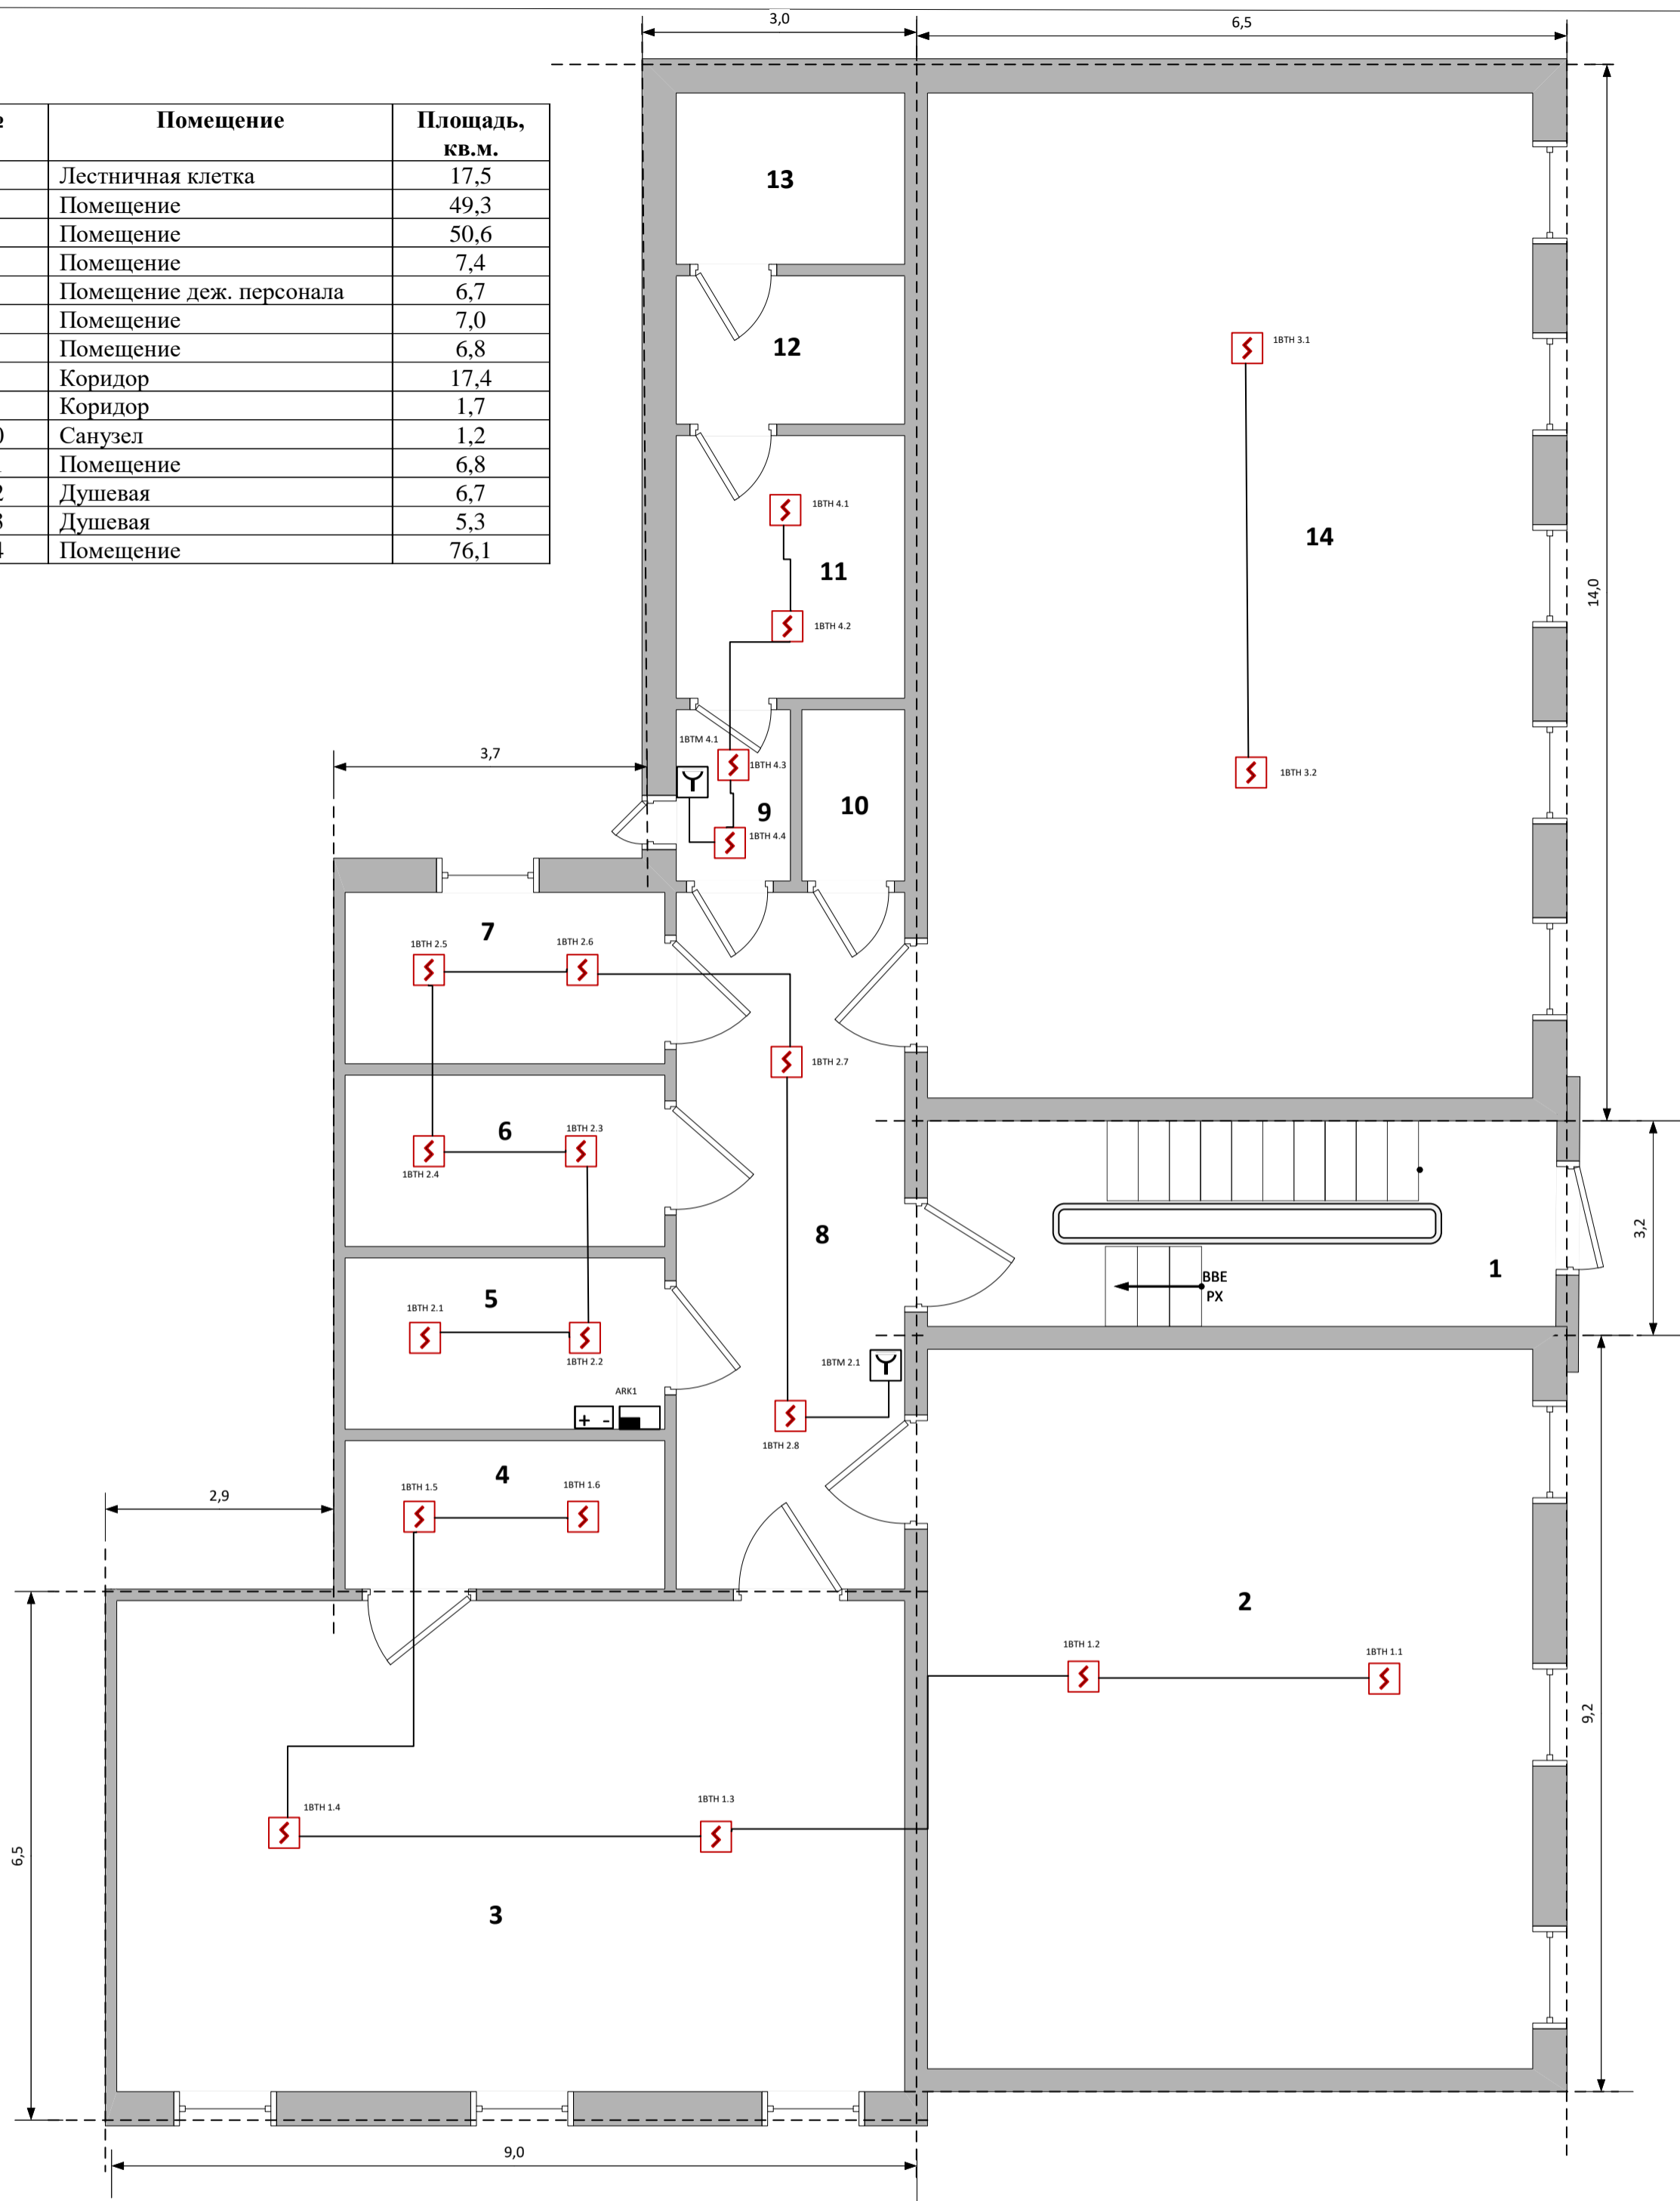 3,0
6,5
Помещение Площадь,
кв.м.
Лестничная клетка 17,5
Помещение 49,3
Помещение 50,6
Помещение 7,4
Помещение деж. персонала 6,7
Помещение 7,0
Помещение 6,8
Коридор 17,4
Коридор 1,7
Санузел 1,2
Помещение 6,8
Душевая 6,7
Душевая 5,3
Помещение 76,1
13
12
1ВТН 3.1
1ВТН 4.1
14
11
14,0
1ВТН 4.2
1ВТМ 4.1
3,7
1ВТН 4.3
1ВТН 3.2
9
10
1ВТН 4.4
7
1ВТН 2.5
1ВТН 2.6
1ВТН 2.7
6
1ВТН 2.3
1ВТН 2.4
8
3,2
1
ВВЕ
РХ
5
1ВТН 2.1
1ВТН 2.2
1ВТМ 2.1
ARK1
+ -
1ВТН 2.8
4
1ВТН 1.5
1ВТН 1.6
2,9
2
1ВТН 1.2
1ВТН 1.1
9,2
1ВТН 1.3
1ВТН 1.4
6,5
3
9,0